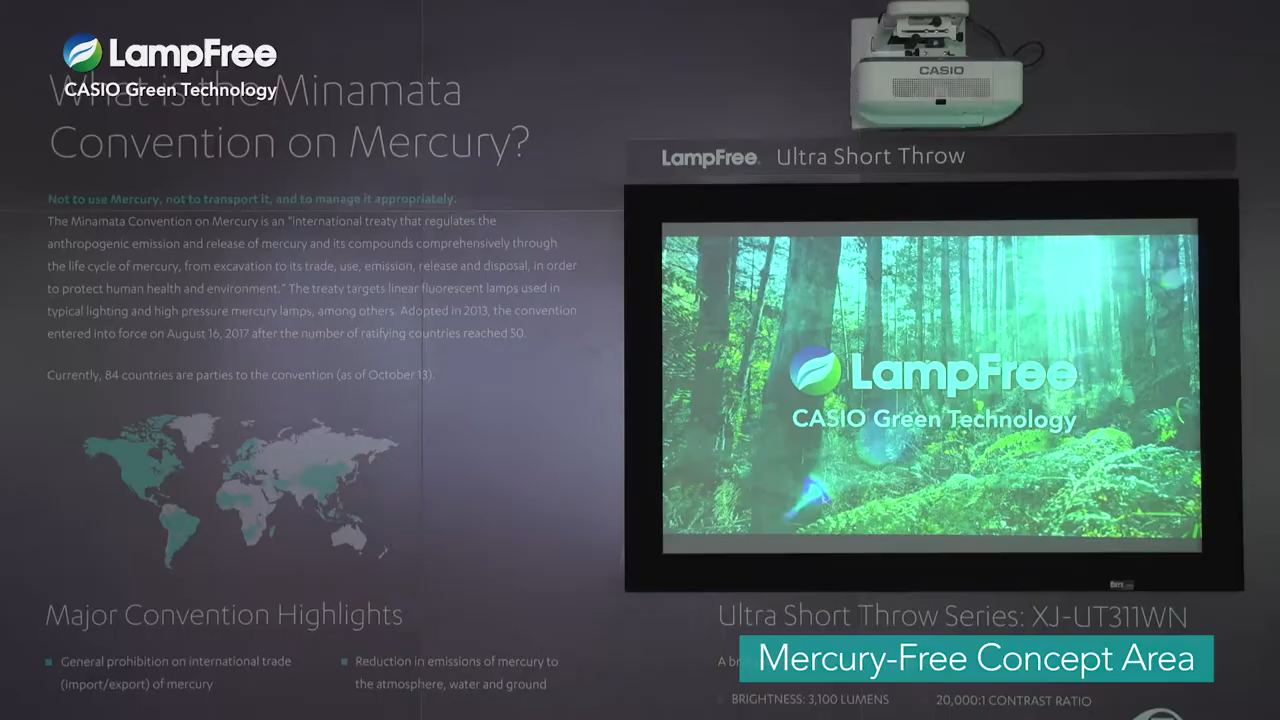 LampFree
CASIO Green Technology
What is the Minamata
Convention on Mercury?
Not to use Mercury, not to transport it, and to manage it appropriately.
The Minamata Convention on Mercury is an "International treaty that regulates the
anthropogenic emission and release of mercury and its compounds comprehensively through
the life cycle of mercury, from excavation to its trade, use, emission, release and disposal, in order
to protect human health and environment." The treaty targets linear fluorescent lamps used in
typical lighting and high pressure mercury lamps, among others. Adopted in 2013, the convention
entered into force on August 16, 2017 after the number of ratifying countries reached 50.
Currently, 84 countries are parties to the convention (as of October 13).
Major Convention Highlights
General prohibition on international trade
(import/export) of mercury
Reduction in emissions of mercury to
the atmosphere, water and ground
CASIO
LampFree Ultra Short Throw
LampFree
CASIO Green Technology
Ultra Short Throw Series: XJ-UT311WN
Mercury-Free Concept Area
BRIGHTNESS: 3,100 LUMENS
20,000:1 CONTRAST RATIO